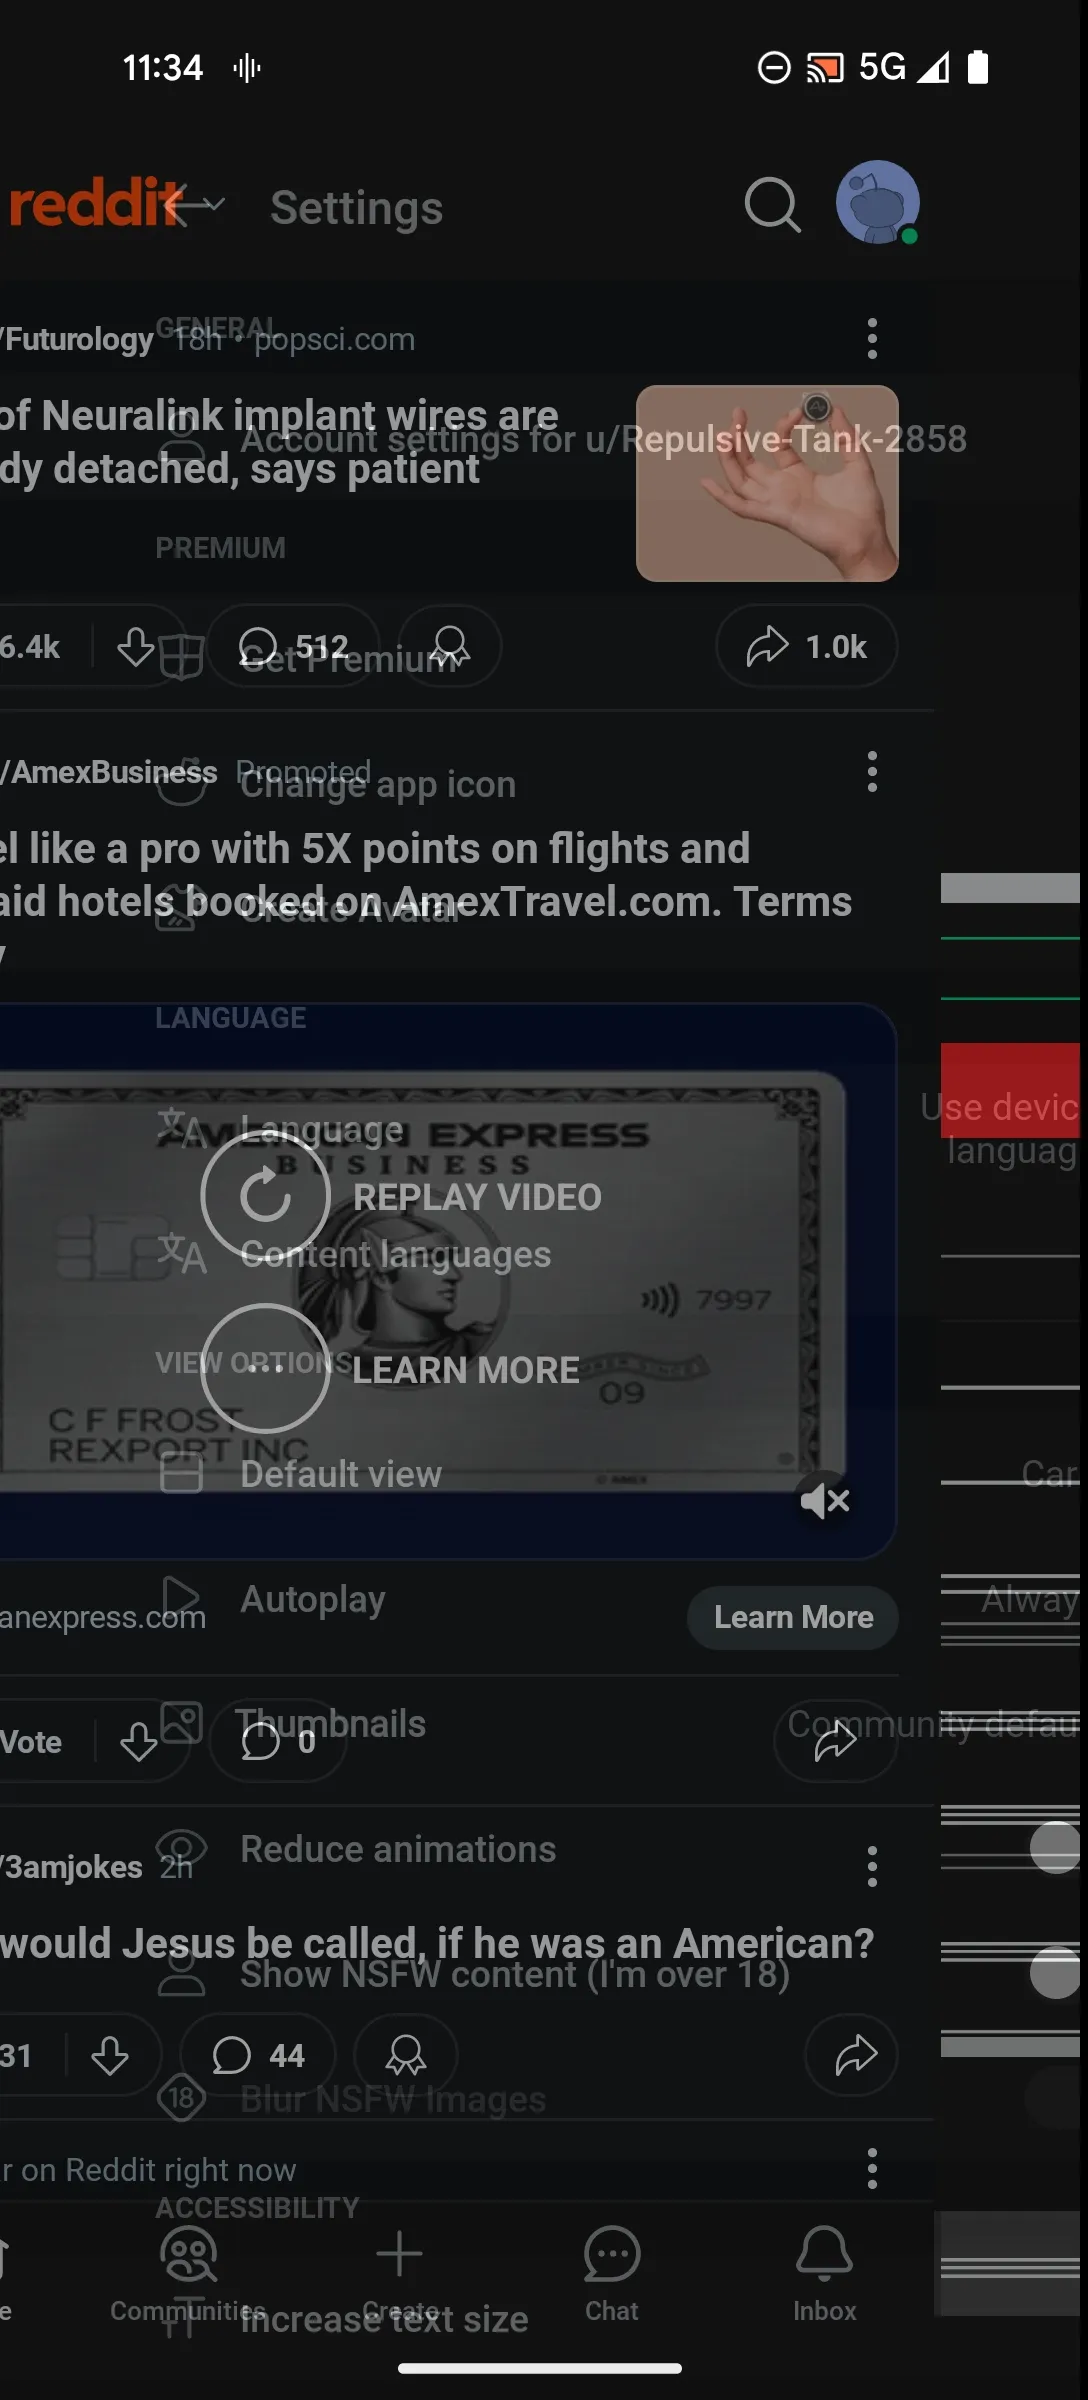 11:34
5G
reddit
Settings
GENERAL
/Futurology 18h • popsci.com
of Neuralink implant wires are
dy detached, says patient
Account settings for u/Repulsive-Tank-2858
PREMIUM
6.4k
512
1.0k
Get Premium
/AmexBusiness Promoted
Change app icon
el like a pro with 5X points on flights and
aid hotels booked on AmexTravel.com. Terms
y
Create Avatar
LANGUAGE
Language
Use devic
languag
AMERICAN EXPRESS
BUSINESS
REPLAY VIDEO
Content languages
7997
VIEW OPTIONS
LEARN MORE
09
C F FROST
REXPORT INC
Default view
Car
© AMEX
Autoplay
Alway
anexpress.com
Learn More
Thumbnails
Community defau
Vote
0
Reduce animations
/3amjokes 2h
would Jesus be called, if he was an American?
Show NSFW content (I'm over 18)
31
44
18
Blur NSFW Images
r on Reddit right now
ACCESSIBILITY
e
Communities
Create
Chat
Inbox
Increase text size